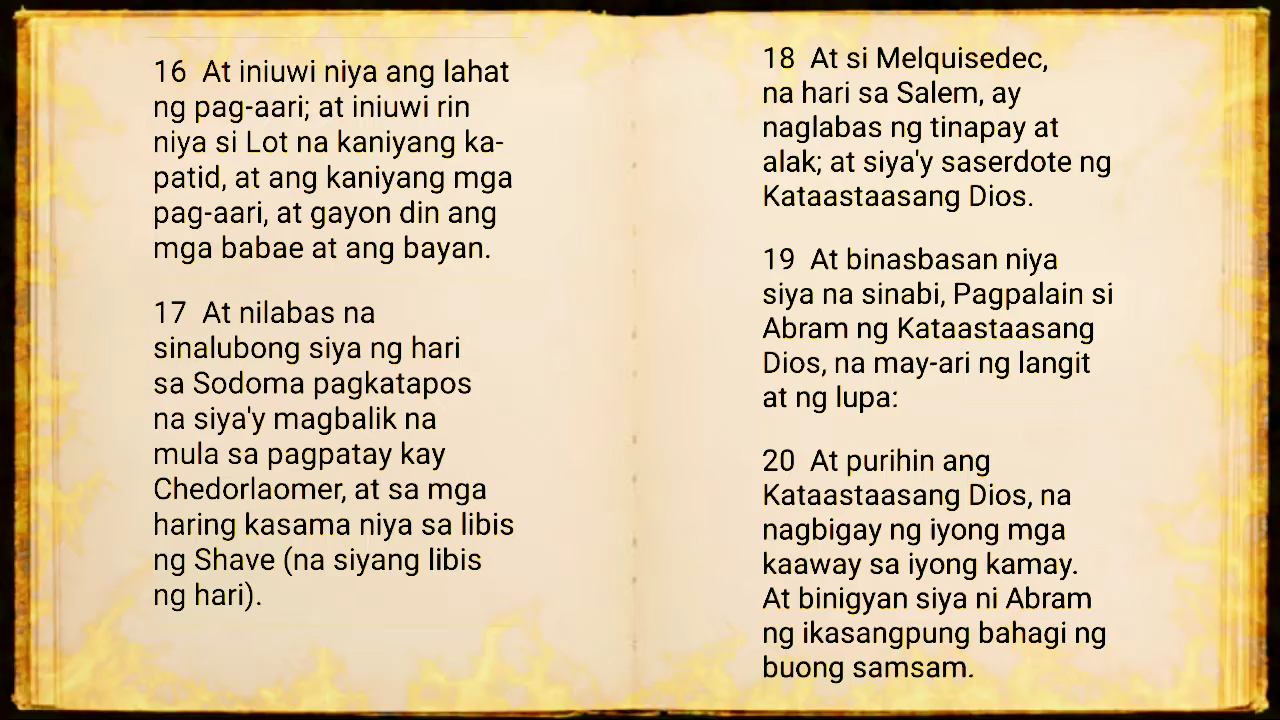 16 At iniuwi niya ang lahat
ng pag-aari; at iniuwi rin
niya si Lot na kaniyang ka-
patid, at ang kaniyang mga
pag-aari, at gayon din ang
mga babae at ang bayan.
17 At nilabas na
sinalubong siya ng hari
sa Sodoma pagkatapos
na siya'y magbalik na
mula sa pagpatay kay
Chedorlaomer, at sa mga
haring kasama niya sa libis
ng Shave (na siyang libis
ng hari).
18 At si Melquisedec,
na hari sa Salem, ay
naglabas ng tinapay at
alak; at siya'y saserdote ng
Kataastaasang Dios.
19 At binasbasan niya
siya na sinabi, Pagpalain si
Abram ng Kataastaasang
Dios, na may-ari ng langit
at ng lupa:
20 At purihin ang
Kataastaasang Dios, na
nagbigay ng iyong mga
kaaway sa iyong kamay.
At binigyan siya ni Abram
ng ikasangpung bahagi ng
buong samsam.